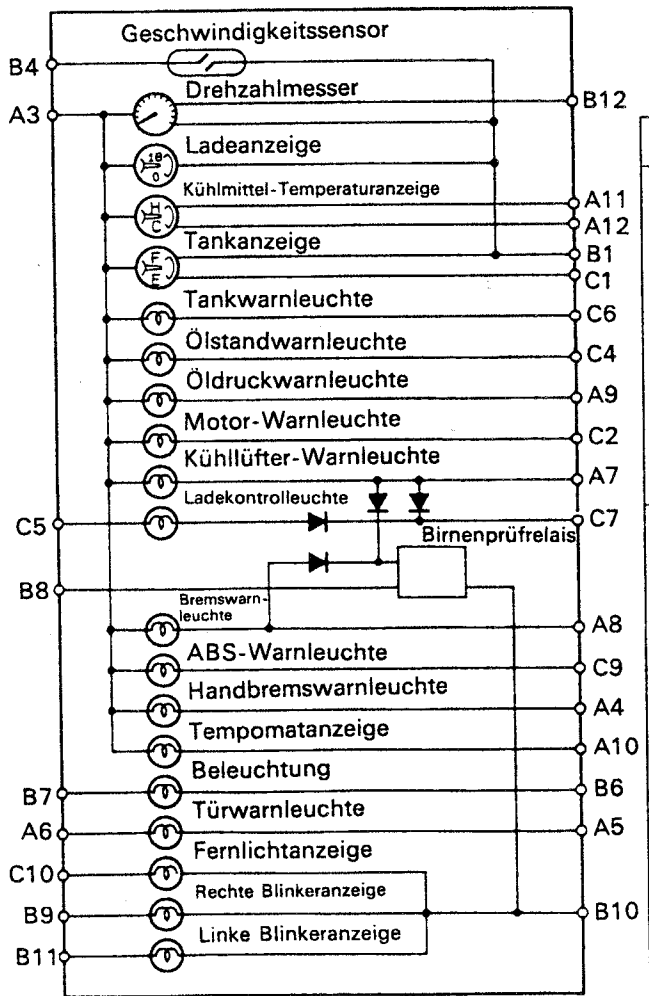 Geschwindigkeitssensor
B4
Drehzahlmesser
A3
B12
Ladeanzeige
18
0
Kühlmittel-Temperaturanzeige
H
C
A11
A12
Tankanzeige
F
E
B1
C1
Tankwarnleuchte
C6
Ölstandwarnleuchte
C4
Öldruckwarnleuchte
A9
Motor-Warnleuchte
C2
Kühllüfter-Warnleuchte
A7
Ladekontrolleuchte
C5
C7
Birnenprüfrelais
B8
Bremswarn-
leuchte
A8
ABS-Warnleuchte
C9
Handbremswarnleuchte
A4
Tempomatanzeige
A10
Beleuchtung
B7
B6
Türwarnleuchte
A6
A5
Fernlichtanzeige
C10
Rechte Blinkeranzeige
B9
B10
Linke Blinkeranzeige
B11